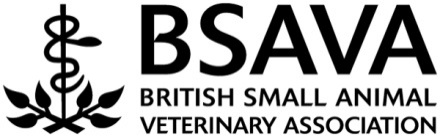 BSAVA
BRITISH SMALL ANIMAL
VETERINARY ASSOCIATION